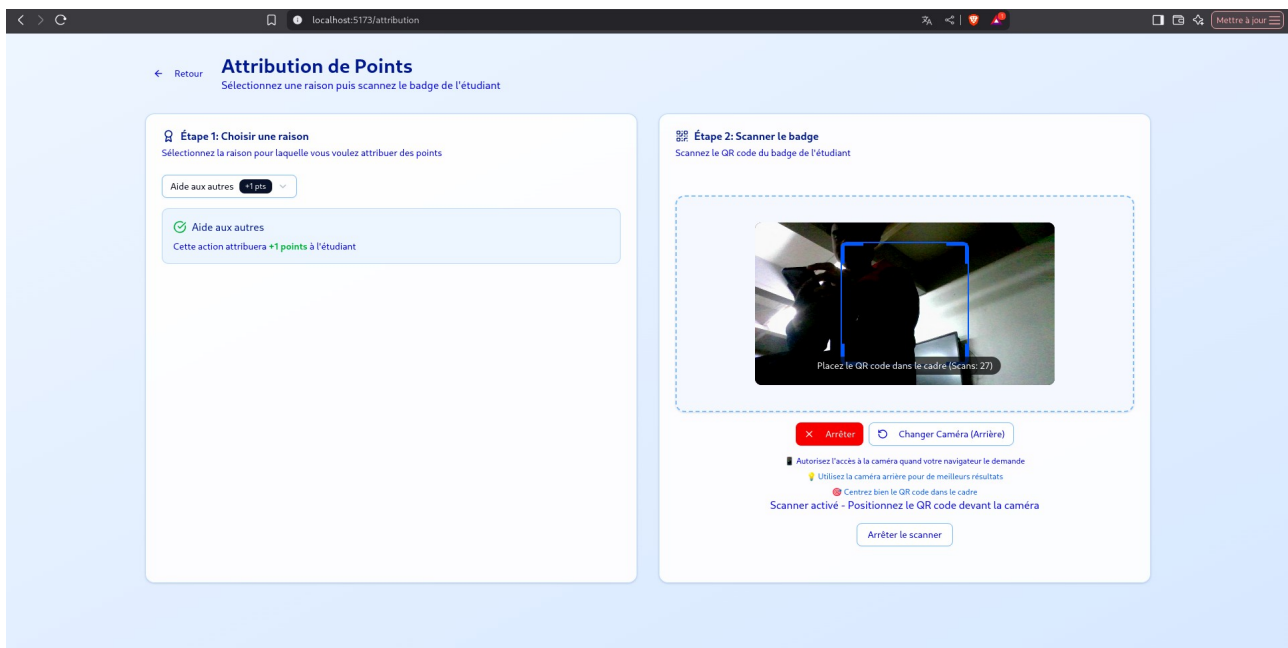 localhost:5173/attribution
Mettre à jour
Retour
Attribution de Points
Sélectionnez une raison puis scannez le badge de l'étudiant
Étape 1: Choisir une raison
Sélectionnez la raison pour laquelle vous voulez attribuer des points
Aide aux autres +1 pts
Aide aux autres
Cette action attribuera +1 points à l'étudiant
Étape 2: Scanner le badge
Scannez le QR code du badge de l'étudiant
Placez le QR code dans le cadre (Scans: 27)
Arrêter
Changer Caméra (Arrière)
📱 Autorisez l'accès à la caméra quand votre navigateur le demande
💡 Utilisez la caméra arrière pour de meilleurs résultats
🎯 Centrez bien le QR code dans le cadre
Scanner activé - Positionnez le QR code devant la caméra
Arrêter le scanner